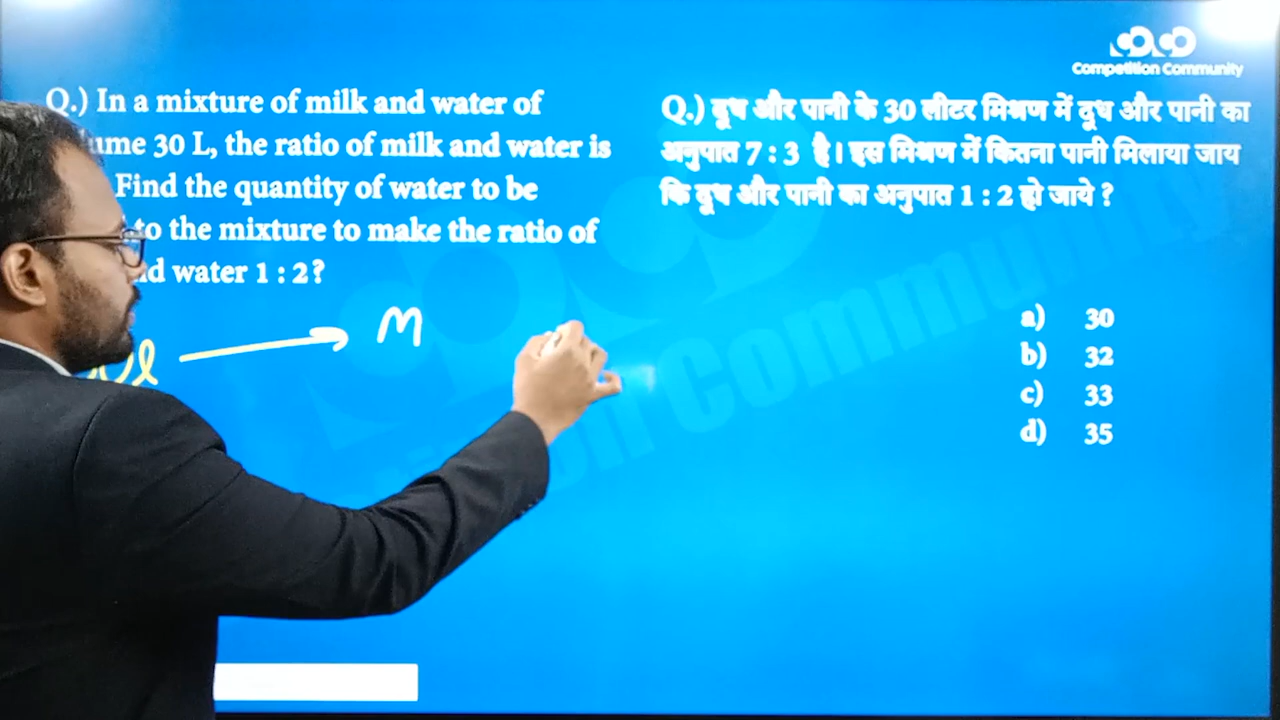 Competition Community
Q.) In a mixture of milk and water of
ume 30 L, the ratio of milk and water is
Find the quantity of water to be
to the mixture to make the ratio of
nd water 1 : 2?
Q.) दूध और पानी के 30 लीटर मिश्रण में दूध और पानी का
अनुपात 7 : 3 है। इस मिश्रण में कितना पानी मिलाया जाय
कि दूध और पानी का अनुपात 1 : 2 हो जाये ?
M
a) 30
b) 32
c) 33
d) 35
Community